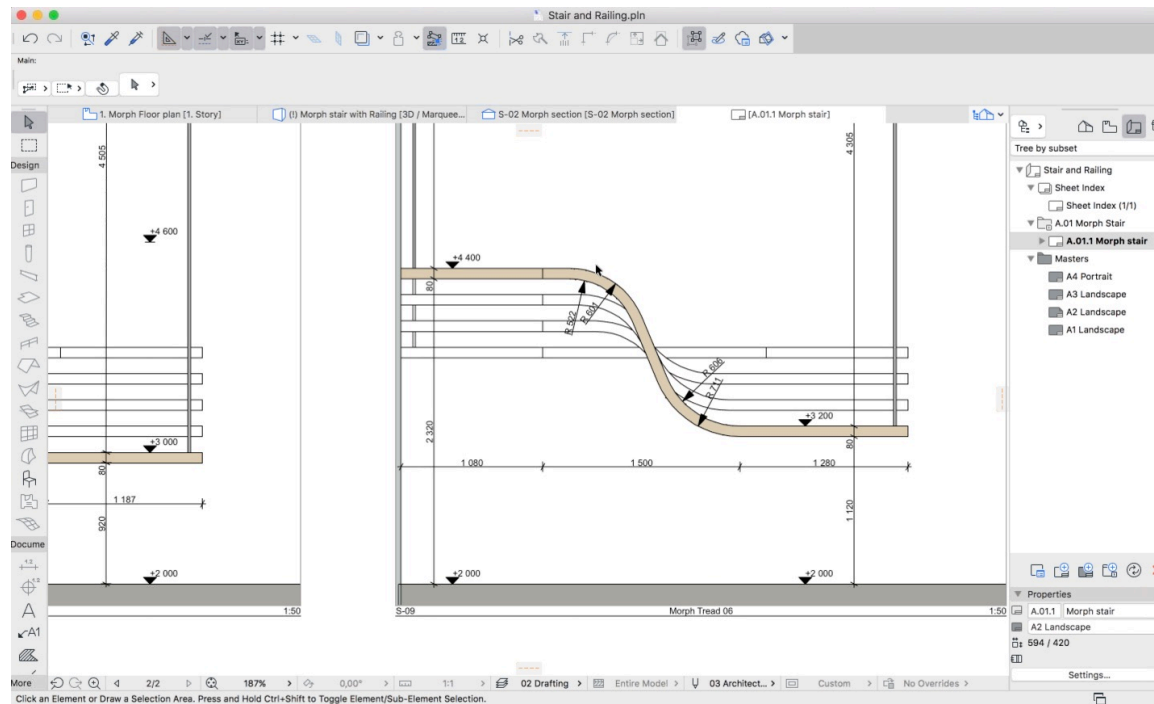 Stair and Railing.pln
Main:
1. Morph Floor plan [1. Story]
(!) Morph stair with Railing [3D / Marquee...
S-02 Morph section [S-02 Morph section]
[A.01.1 Morph stair]
Tree by subset
Stair and Railing
Sheet Index
Sheet Index (1/1)
A.01 Morph Stair
A.01.1 Morph stair
Masters
A4 Portrait
A3 Landscape
A2 Landscape
A1 Landscape
Design
Docume
More
4 505
+4 600
+3 000
80
1 187
920
+2 000
1:50
4 305
+4 400
80
R 522
R 601
R 606
R 711
+3 200
80
2 320
1 080
1 500
1 280
1 120
+2 000
+2 000
S-09
Morph Tread 06
1:50
Properties
A.01.1
Morph stair
A2 Landscape
594 / 420
Settings...
2/2
187%
0,00°
1:1
02 Drafting
Entire Model
03 Architect...
Custom
No Overrides
Click an Element or Draw a Selection Area. Press and Hold Ctrl+Shift to Toggle Element/Sub-Element Selection.